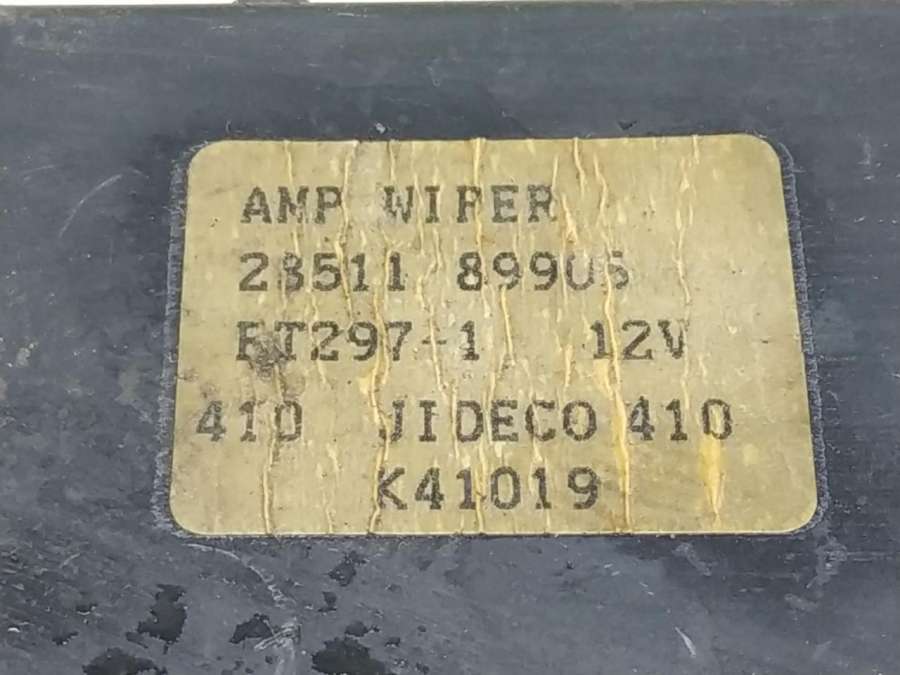 AMP WIPER
28511 89905
ET297-1 12V
410 JIDECO 410
K41019